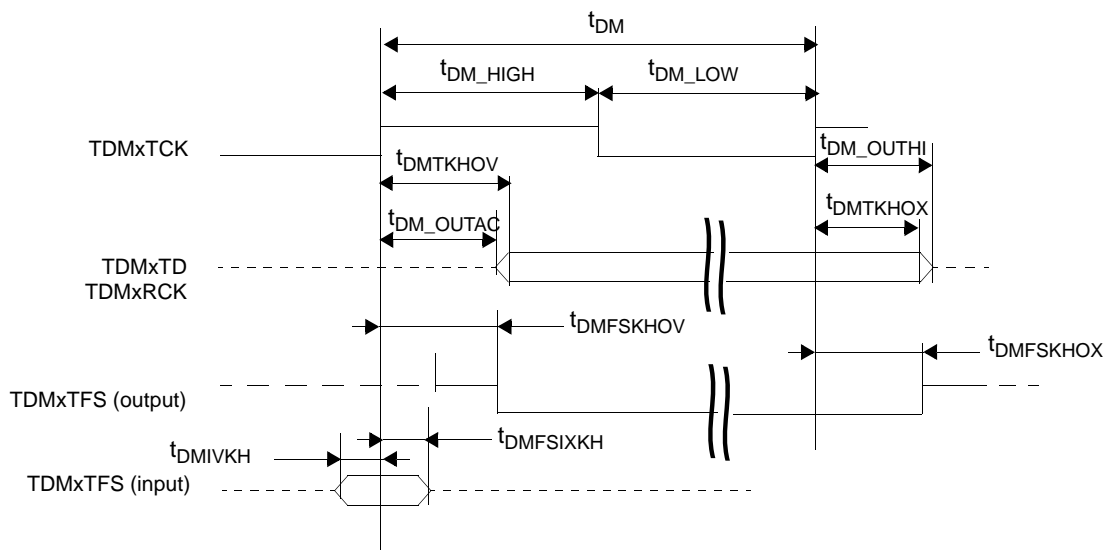 tDM
tDM_HIGH
tDM_LOW
TDMxTCK
tDM_OUTHI
tDMTKHOV
tDMTKHOX
tDM_OUTAC
TDMxTD
TDMxRCK
tDMFSKHOV
tDMFSKHOX
TDMxTFS (output)
tDMIVKH
tDMFSIXKH
TDMxTFS (input)